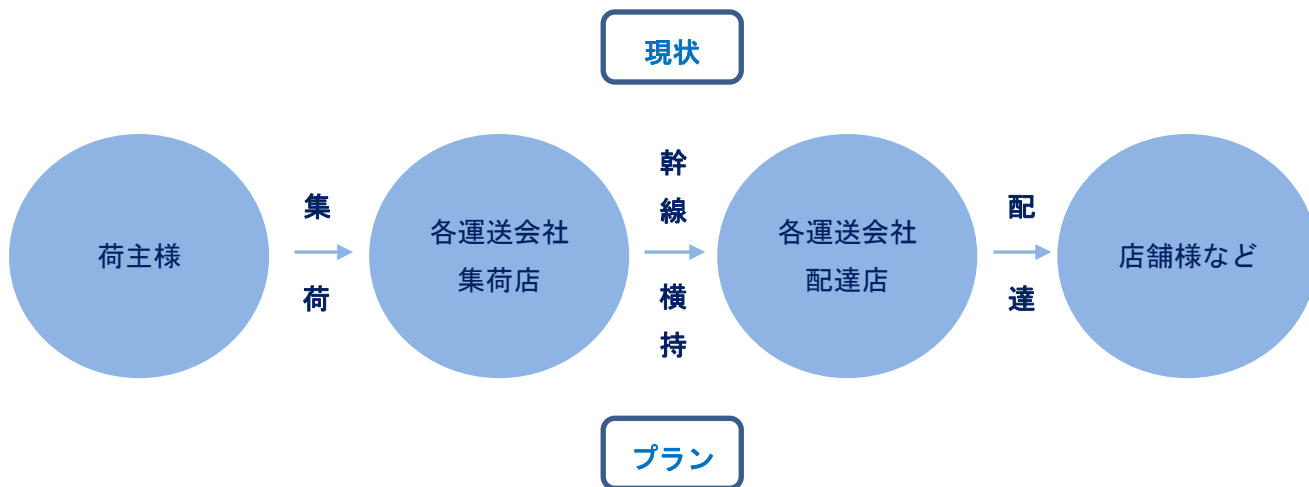 現状
荷主様
集荷
各運送会社
集荷店
幹線横持
各運送会社
配達店
配達
店舗様など
プラン